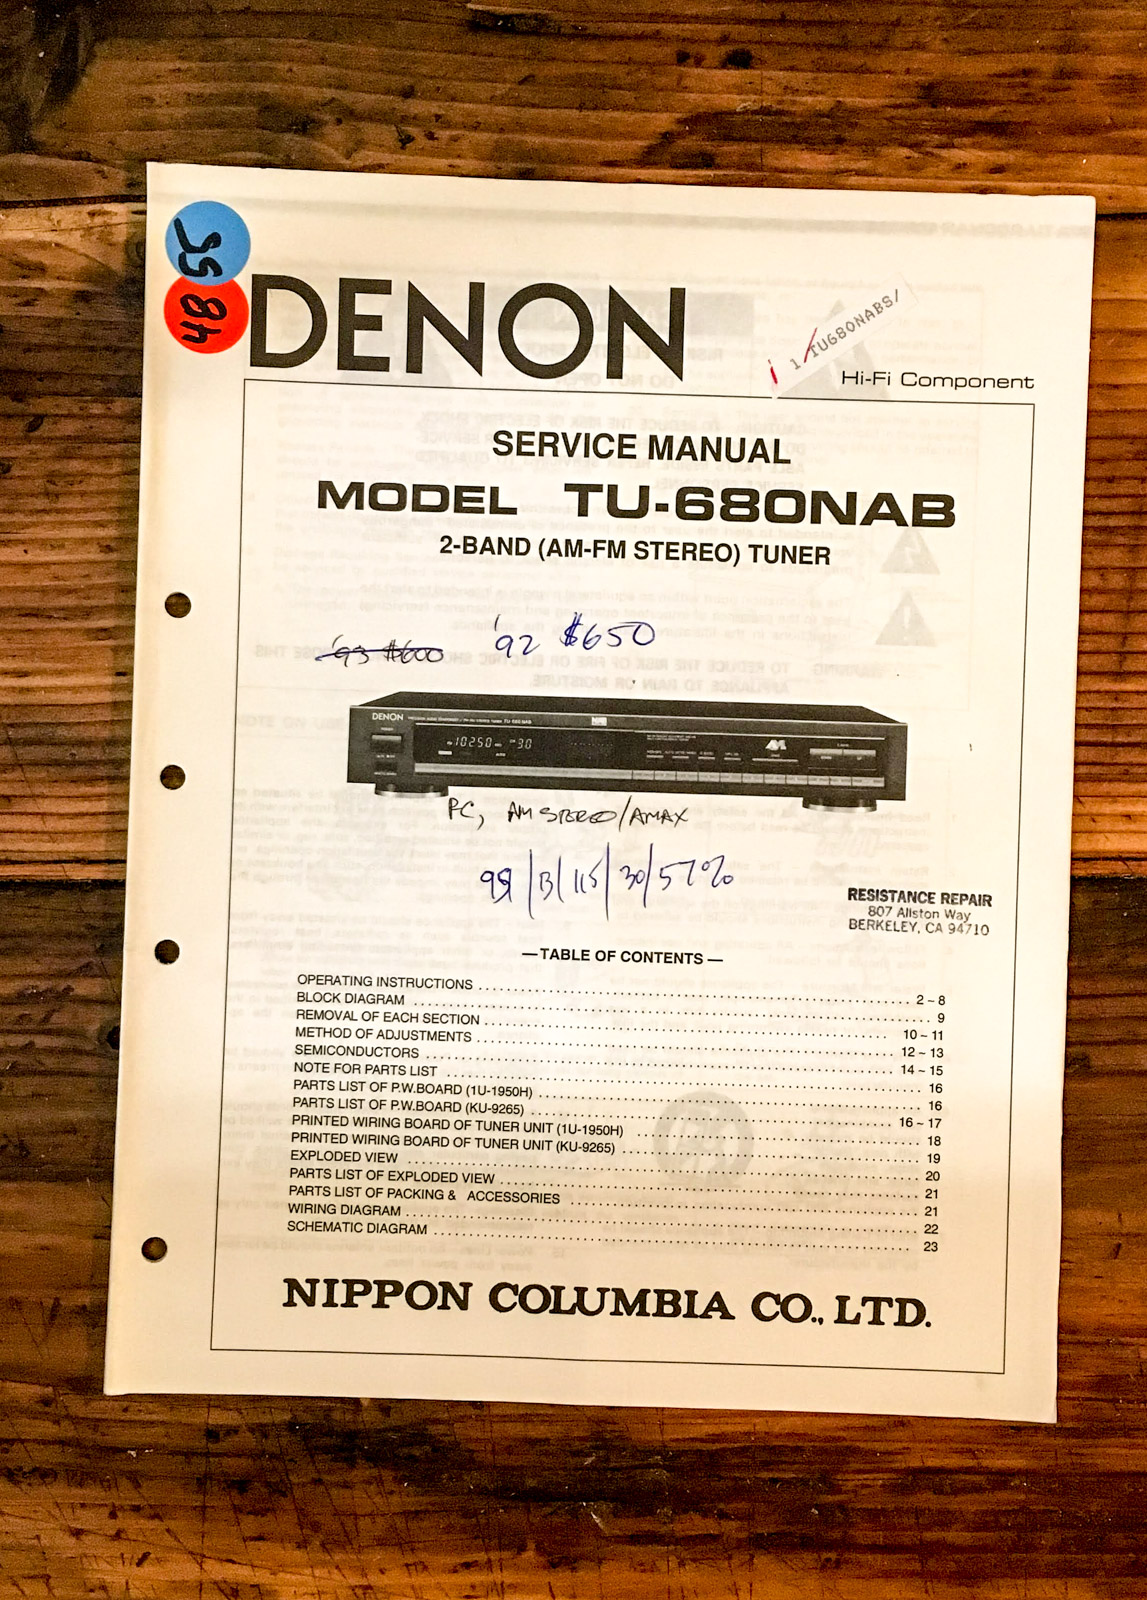 55
48
DENON
1 TU680NABS/
Hi-Fi Component
SERVICE MANUAL
MODEL TU-680NAB
2-BAND (AM-FM STEREO) TUNER
'93 $600
'92 $650
DENON
TU-680NAB
10250 3.0
PC, AM STEREO/AMAX
RESISTANCE REPAIR
807 Allston Way
BERKELEY, CA 94710
— TABLE OF CONTENTS —
OPERATING INSTRUCTIONS 2 ~ 8
BLOCK DIAGRAM 9
REMOVAL OF EACH SECTION 10 ~ 11
METHOD OF ADJUSTMENTS 12 ~ 13
SEMICONDUCTORS 14 ~ 15
NOTE FOR PARTS LIST 16
PARTS LIST OF P.W.BOARD (1U-1950H) 16
PARTS LIST OF P.W.BOARD (KU-9265) 16 ~ 17
PRINTED WIRING BOARD OF TUNER UNIT (1U-1950H) 18
PRINTED WIRING BOARD OF TUNER UNIT (KU-9265) 19
EXPLODED VIEW 20
PARTS LIST OF EXPLODED VIEW 21
PARTS LIST OF PACKING & ACCESSORIES 21
WIRING DIAGRAM 22
SCHEMATIC DIAGRAM 23
NIPPON COLUMBIA CO., LTD.